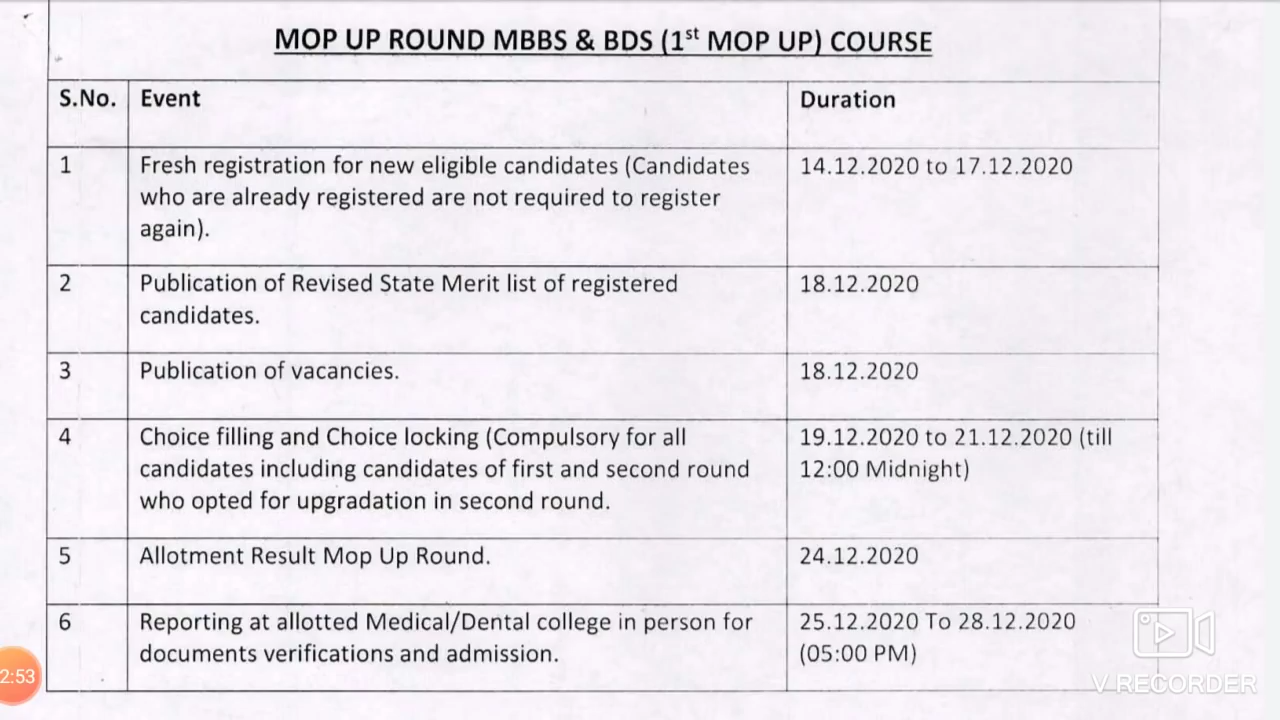 MOP UP ROUND MBBS & BDS (1st MOP UP) COURSE
S.No. Event Duration
1 Fresh registration for new eligible candidates (Candidates 14.12.2020 to 17.12.2020
who are already registered are not required to register
again).
2 Publication of Revised State Merit list of registered 18.12.2020
candidates.
3 Publication of vacancies. 18.12.2020
4 Choice filling and Choice locking (Compulsory for all 19.12.2020 to 21.12.2020 (till
candidates including candidates of first and second round 12:00 Midnight)
who opted for upgradation in second round.
5 Allotment Result Mop Up Round. 24.12.2020
6 Reporting at allotted Medical/Dental college in person for 25.12.2020 To 28.12.2020
documents verifications and admission. (05:00 PM)
2:53
V RECORDER